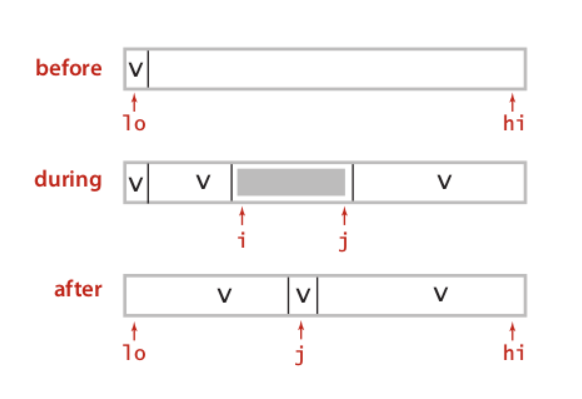 before v
lo hi
during v v v
i j
after v v v
lo j hi